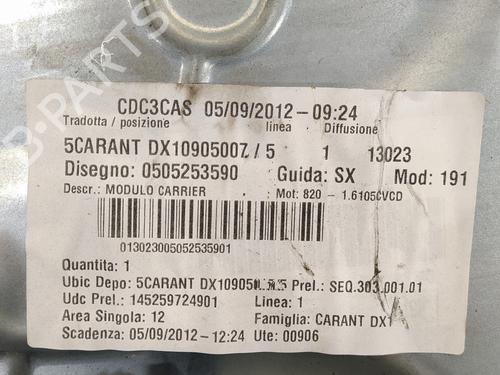 CDC3CAS 05/09/2012-09:24
Tradotta / posizione linea Diffusione
5CARANT DX10905007 / 5 1 13023
Disegno: 0505253590 Guida: SX Mod: 191
Descr.: MODULO CARRIER Mot: 820 - 1.6105CVCD
013023005052535901
Quantita: 1
Ubic Depo: 5CARANT Prel.: SEQ.303.001.01
Udc Prel.: 145259724901 Linea: 1
Area Singola: 12 Famiglia: CARANT DX1
Scadenza: 05/09/2012-12:24 Ute: 00906
B-PARTS